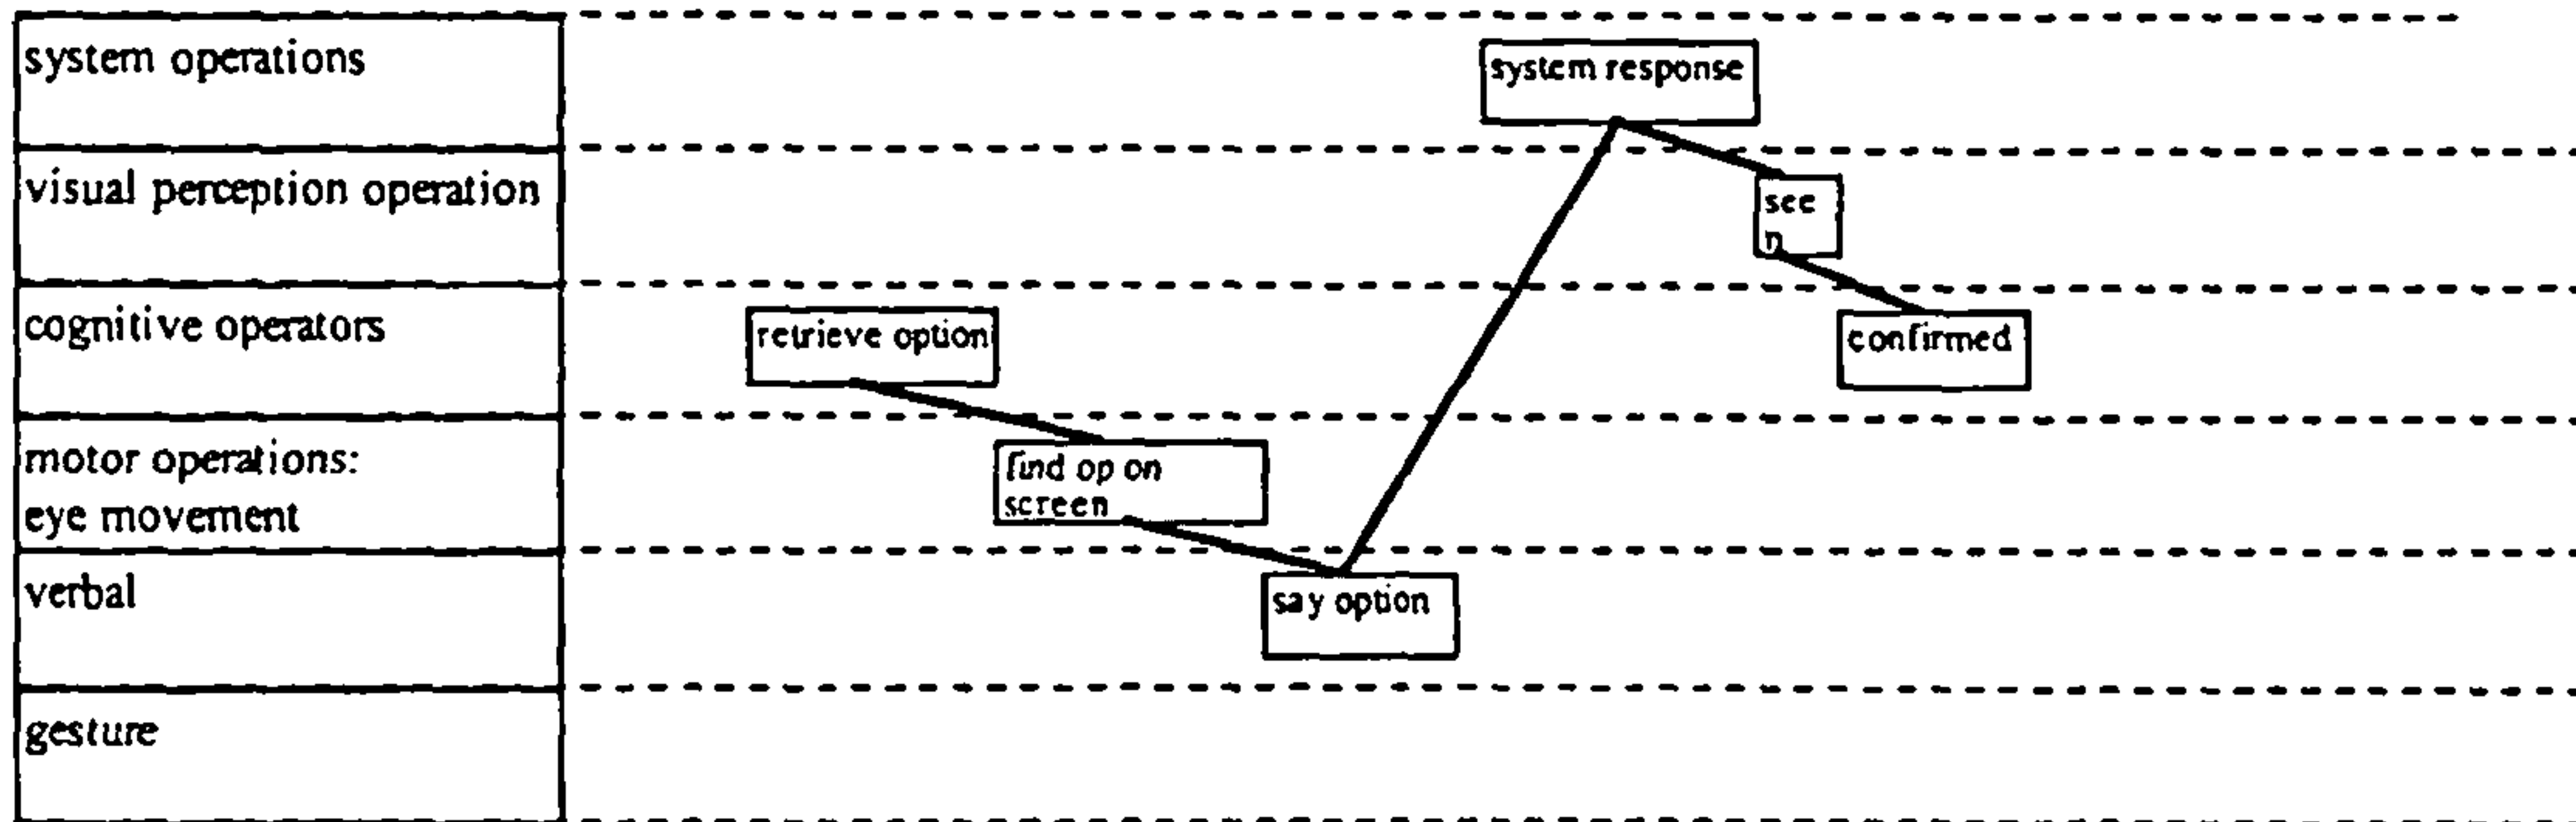 system operations
system response
visual perception operation
see
n
cognitive operators
retrieve option
confirmed
motor operations:
eye movement
find op on
screen
verbal
say option
gesture